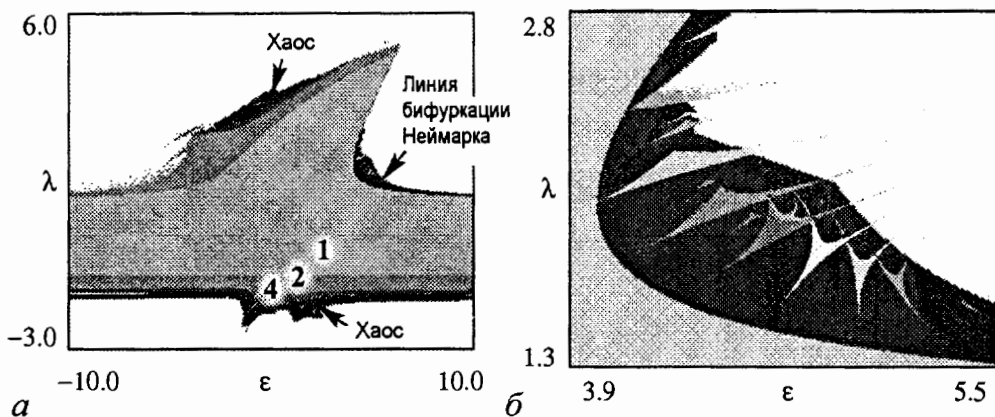 6.0
Хаос
Линия
бифуркации
Неймарка
λ
1
2
4
Хаос
−3.0
−10.0
ε
10.0
а
2.8
λ
1.3
3.9
ε
5.5
б